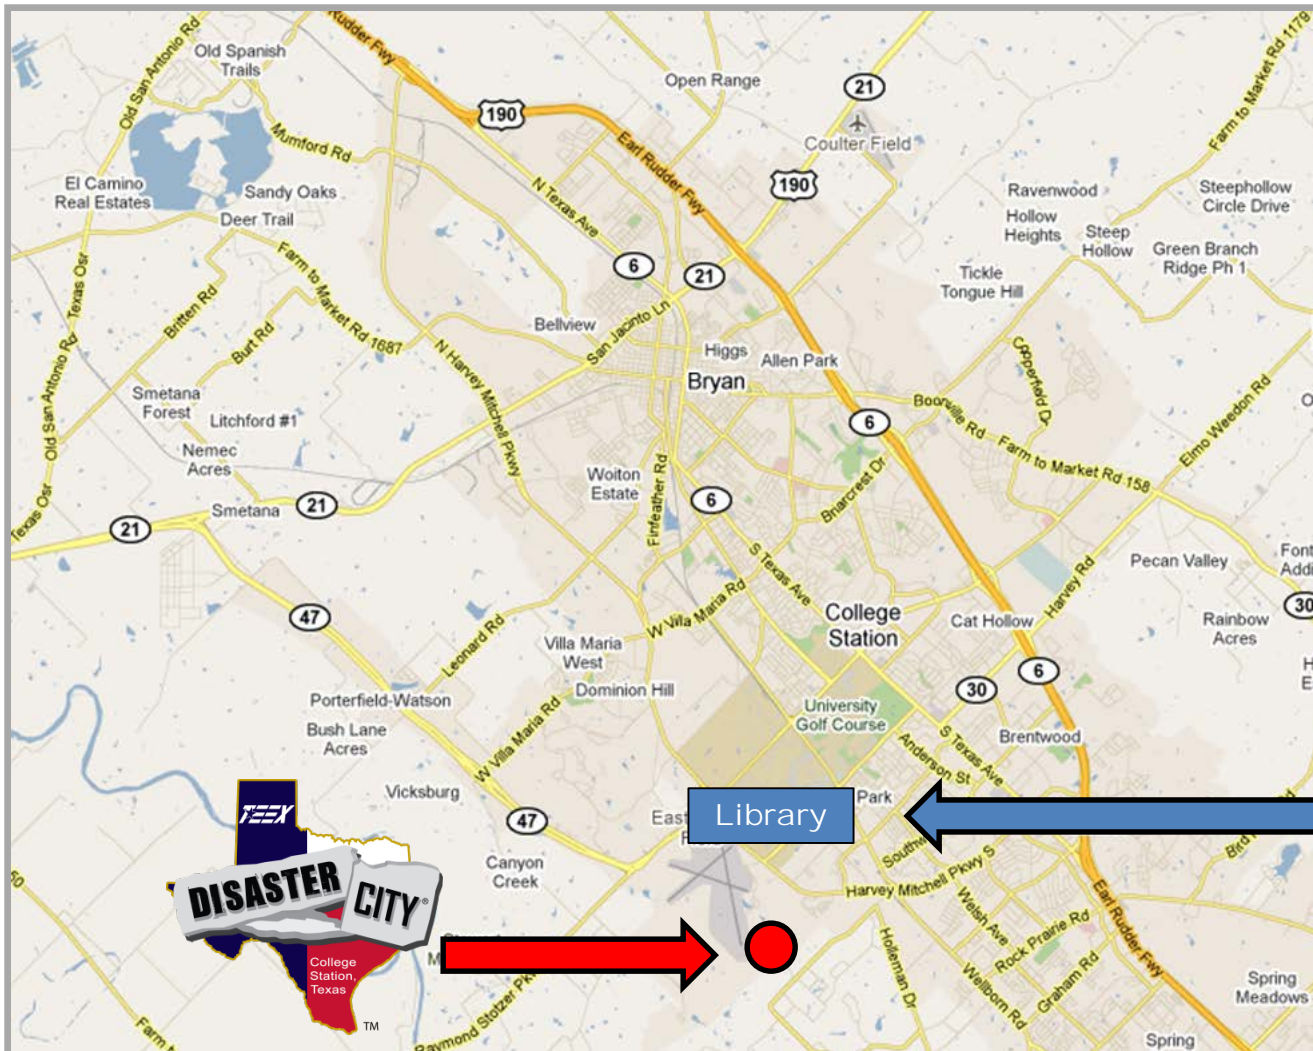 Old San Antonio Rd
Old Spanish
Trails
Rudder Fwy
190
Open Range
21
Coulter Field
Farm to Market Rd 1179
Mumford Rd
Earl Rudder Fwy
190
El Camino
Real Estates
Sandy Oaks
Deer Trail
N Texas Ave
Ravenwood
Hollow
Heights
Steephollow
Circle Drive
Steep
Hollow
Green Branch
Ridge Ph 1
Texas Osr
Farm to Market Rd 1687
6
21
Tickle
Tongue Hill
Britten Rd
Burt Rd
Bellview
San Jacinto Ln
N Harvey Mitchell Pkwy
Higgs
Allen Park
Bryan
Copperfield Dr
Old San Antonio Rd
Smetana
Forest
Litchford #1
Nemec
Acres
Boonville Rd
6
Farm to Market Rd 158
Elmo Weedon Rd
Woiton
Estate
Finfeather Rd
6
Briarcrest Dr
Texas Osr
21
Smetana
21
S Texas Ave
Pecan Valley
Harvey Rd
47
Leonard Rd
W Villa Maria Rd
College
Station
Cat Hollow
Rainbow
Acres
30
Villa Maria
West
Dominion Hill
6
30
Porterfield-Watson
Bush Lane
Acres
W Villa Maria Rd
University
Golf Course
S Texas Ave
Brentwood
Anderson St
Vicksburg
47
Library
Park
TEEX
DISASTER
CITY®
College
Station,
Texas
TM
Canyon
Creek
Harvey Mitchell Pkwy S
Welsh Ave
Rock Prairie Rd
Graham Rd
Earl Rudder Fwy
Holleman Dr
Wellborn Rd
Raymond Stotzer Pkwy
Spring
Meadows
Spring